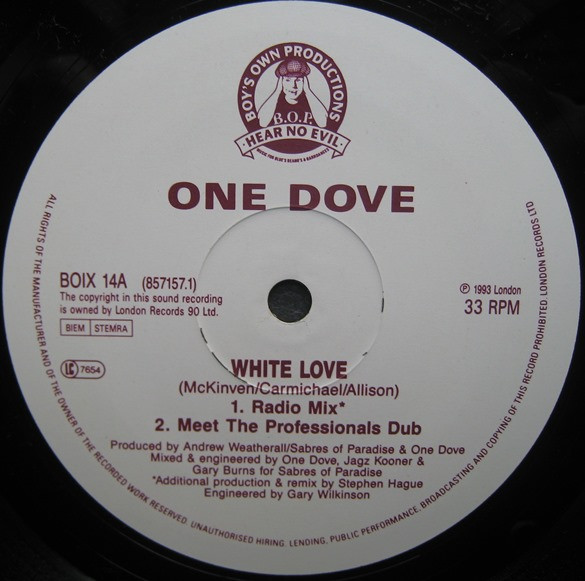 BOY'S OWN PRODUCTIONS
B.O.P.
HEAR NO EVIL
ONE DOVE
BOIX 14A (857157.1)
The copyright in this sound recording
is owned by London Records 90 Ltd.
BIEM STEMRA
LC 7654
℗ 1993 London
33 RPM
WHITE LOVE
(McKinven/Carmichael/Allison)
1. Radio Mix*
2. Meet The Professionals Dub
Produced by Andrew Weatherall/Sabres of Paradise & One Dove
Mixed & engineered by One Dove, Jagz Kooner &
Gary Burns for Sabres of Paradise
*Additional production & remix by Stephen Hague
Engineered by Gary Wilkinson
ALL RIGHTS OF THE MANUFACTURER AND OF THE OWNER OF THE RECORDED WORK RESERVED. UNAUTHORISED HIRING, LENDING, PUBLIC PERFORMANCE, BROADCASTING AND COPYING OF THIS RECORD PROHIBITED. LONDON RECORDS LTD